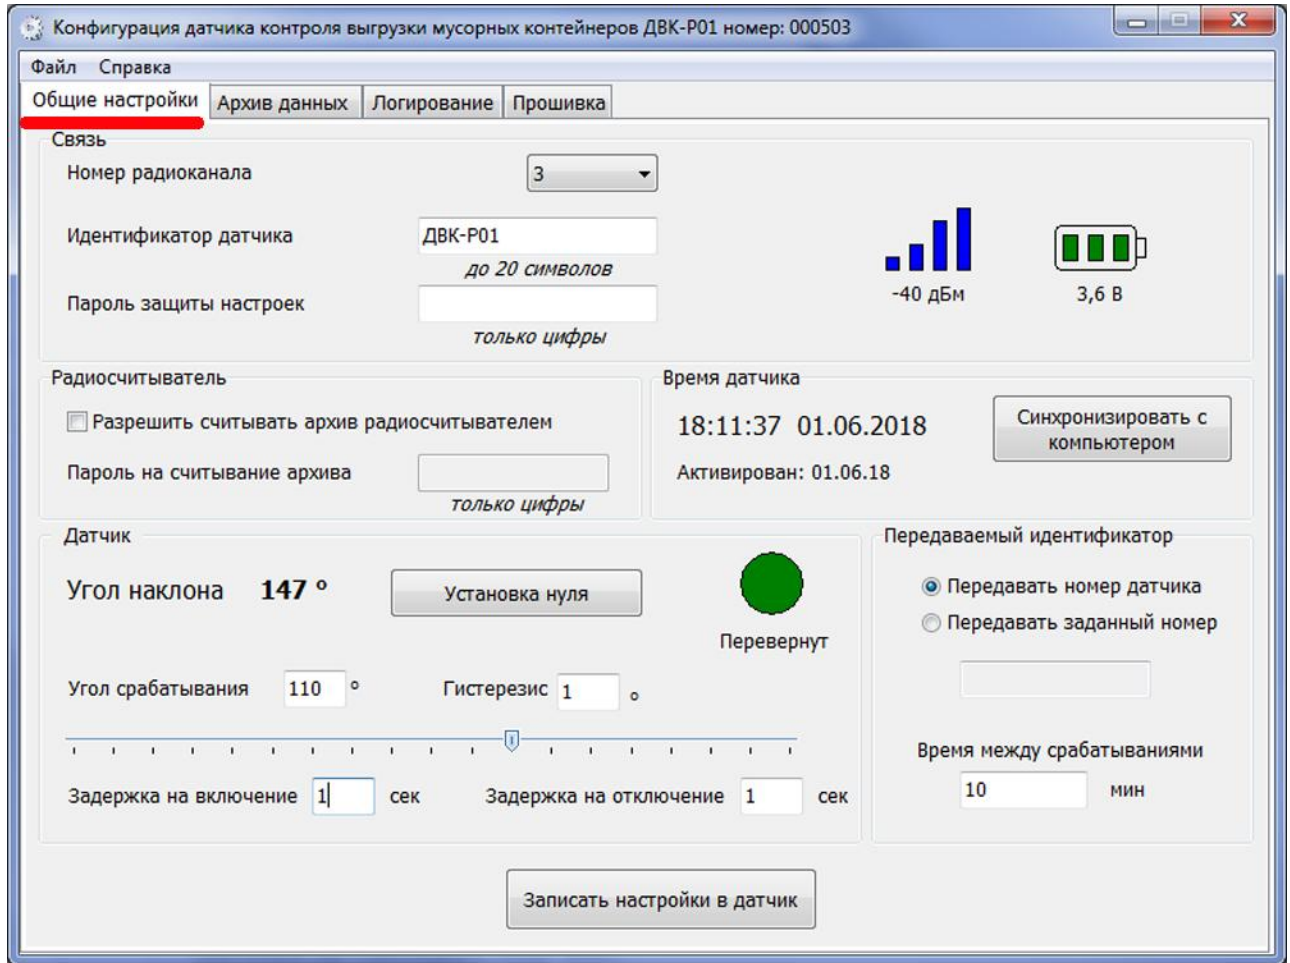 Конфигурация датчика контроля выгрузки мусорных контейнеров ДВК-Р01 номер: 000503
Файл Справка
Общие настройки Архив данных Логирование Прошивка
Связь
Номер радиоканала 3
Идентификатор датчика ДВК-Р01
до 20 символов
-40 дБм 3,6 В
Пароль защиты настроек
только цифры
Радиосчитыватель
Разрешить считывать архив радиосчитывателем
Пароль на считывание архива
только цифры
Время датчика
18:11:37 01.06.2018
Синхронизировать с
компьютером
Активирован: 01.06.18
Датчик
Угол наклона 147 º Установка нуля
Перевернут
Угол срабатывания 110 º Гистерезис 1 º
Задержка на включение 1 сек Задержка на отключение 1 сек
Передаваемый идентификатор
Передавать номер датчика
Передавать заданный номер
Время между срабатываниями
10 мин
Записать настройки в датчик